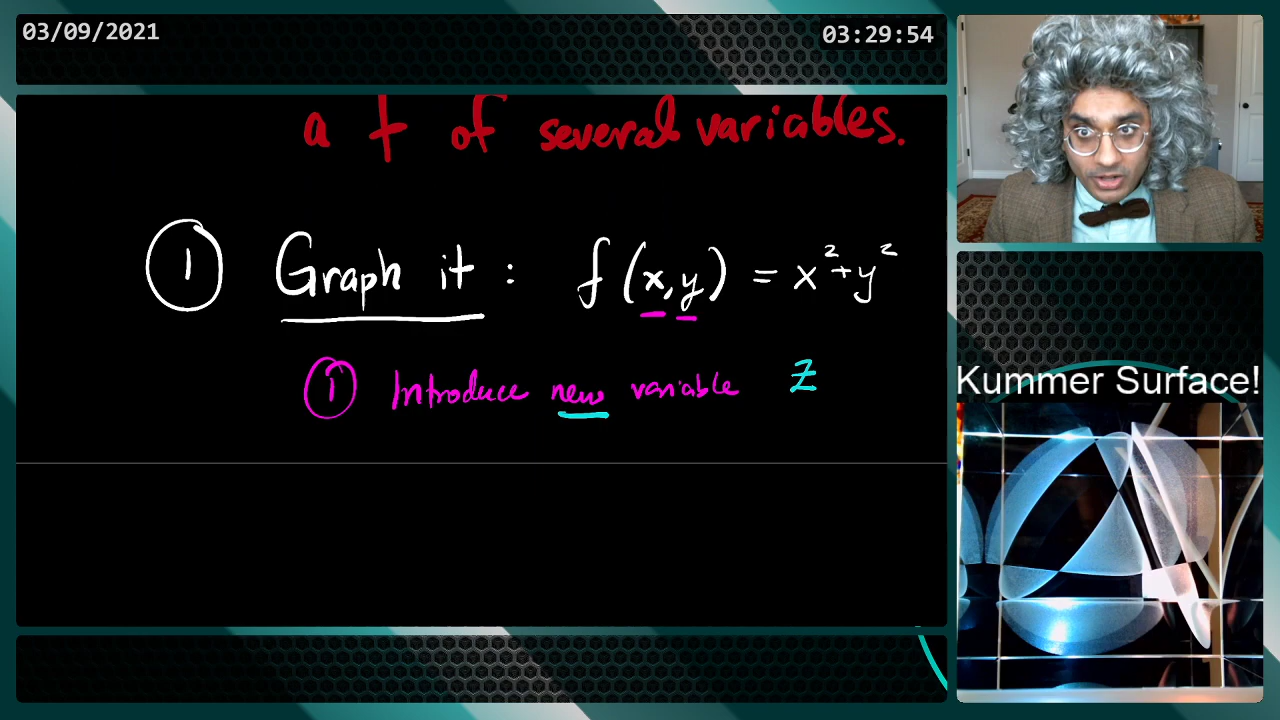 03/09/2021
03:29:54
a f of several variables.
① Graph it : f(x,y) = x²+y²
① Introduce new variable z
Kummer Surface!